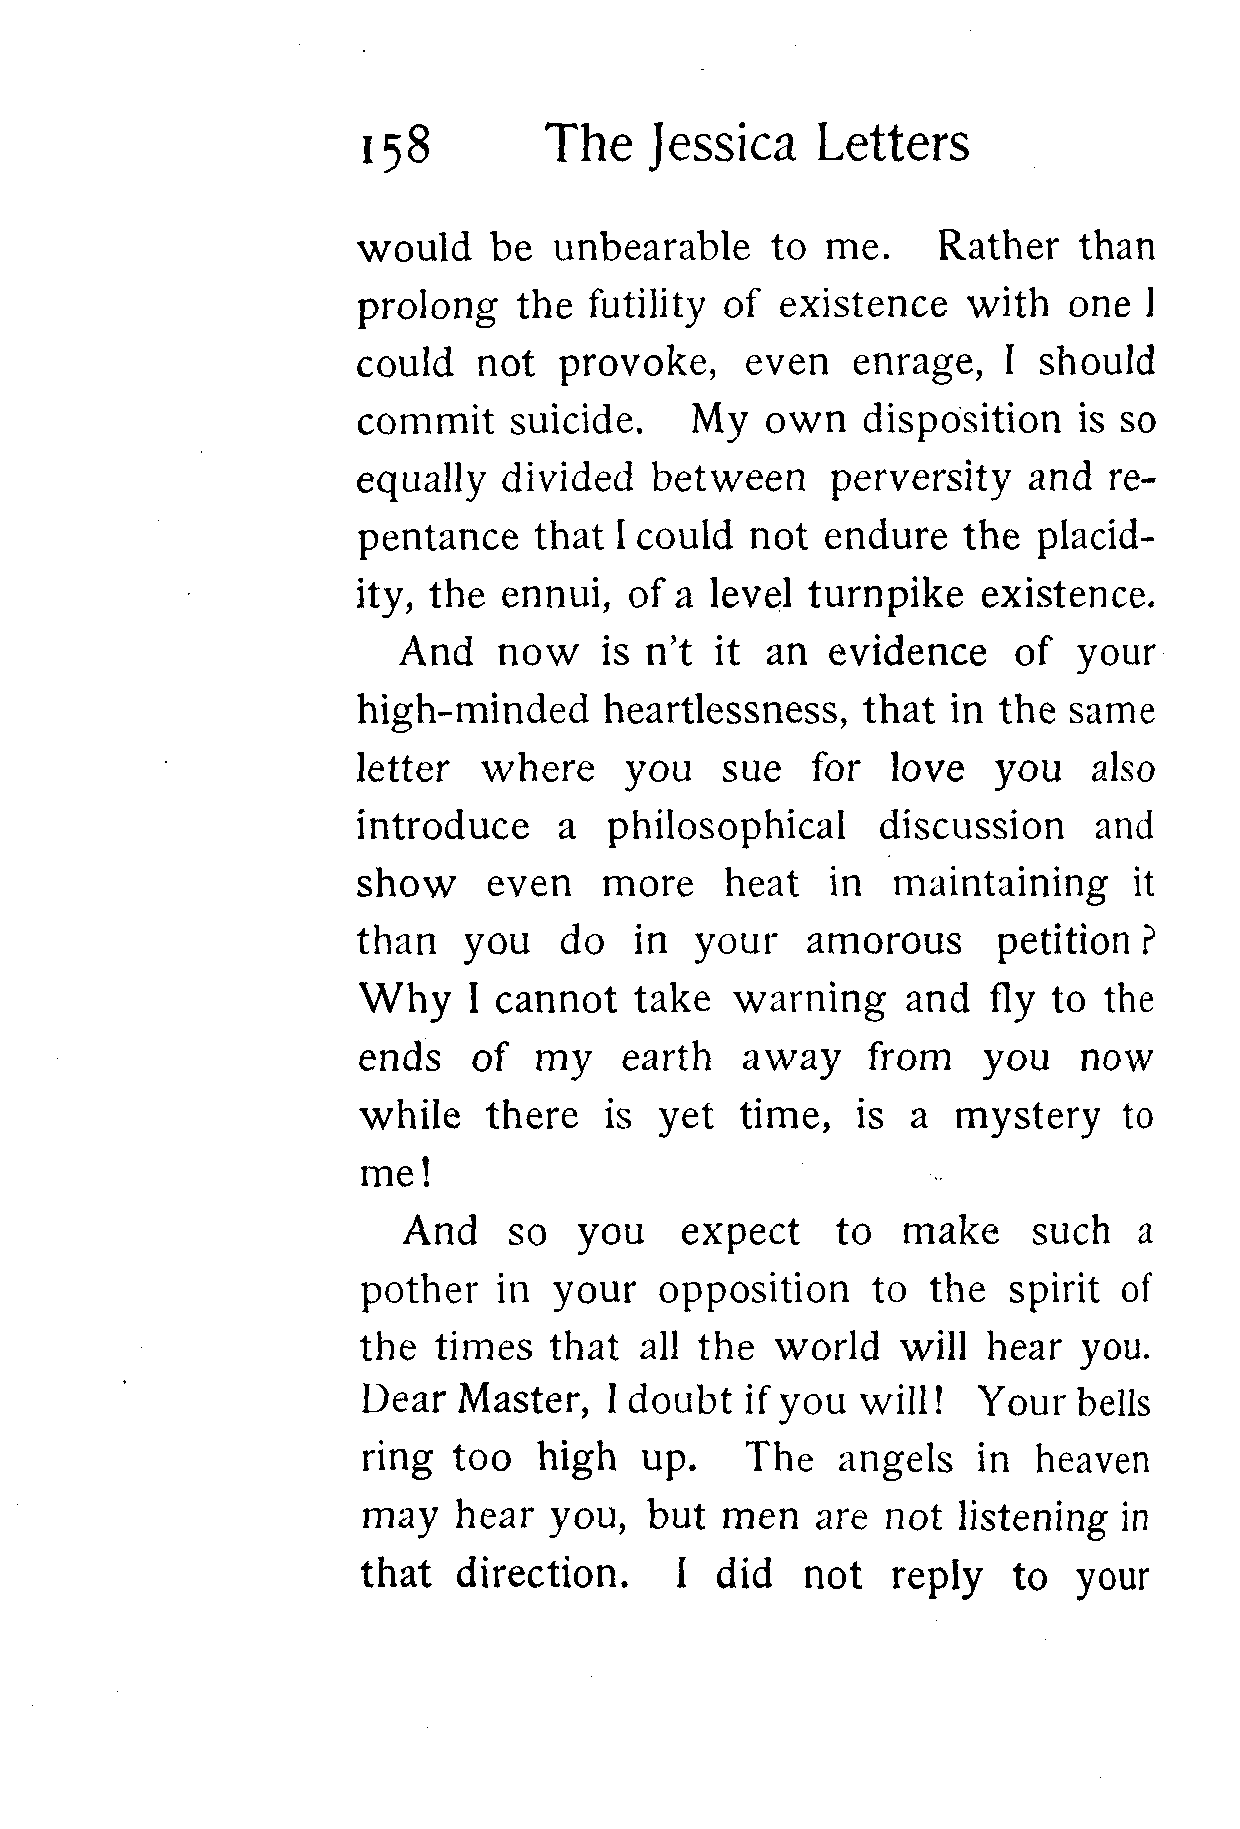 158 The Jessica Letters
would be unbearable to me. Rather than
prolong the futility of existence with one I
could not provoke, even enrage, I should
commit suicide. My own disposition is so
equally divided between perversity and re-
pentance that I could not endure the placid-
ity, the ennui, of a level turnpike existence.
And now is n't it an evidence of your
high-minded heartlessness, that in the same
letter where you sue for love you also
introduce a philosophical discussion and
show even more heat in maintaining it
than you do in your amorous petition?
Why I cannot take warning and fly to the
ends of my earth away from you now
while there is yet time, is a mystery to
me!
And so you expect to make such a
pother in your opposition to the spirit of
the times that all the world will hear you.
Dear Master, I doubt if you will! Your bells
ring too high up. The angels in heaven
may hear you, but men are not listening in
that direction. I did not reply to your